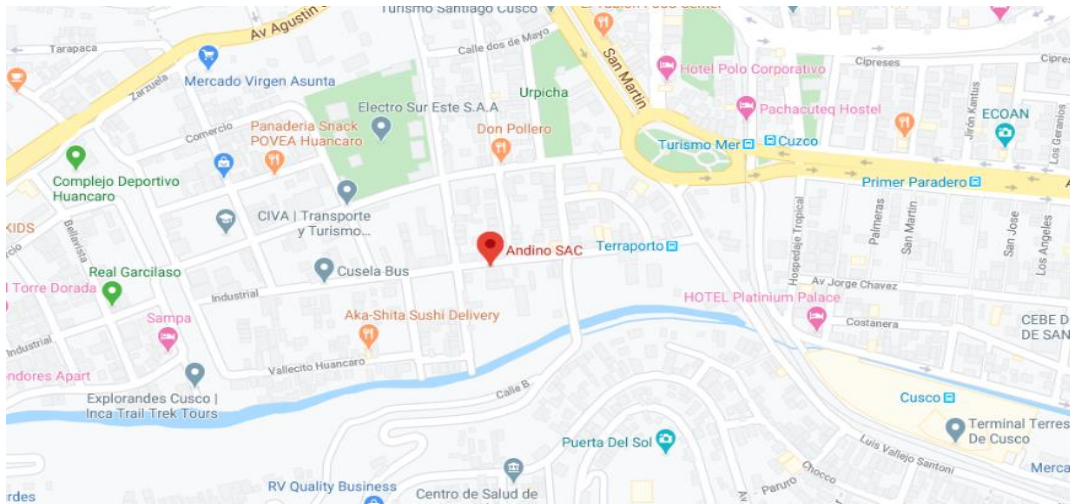 Turismo Santiago Cusco
Av Agustin
Tarapaca
Calle dos de Mayo
San Martin
Cipreses
Cipres
Mercado Virgen Asunta
Zarzuela
Hotel Polo Corporativo
Urpicha
Electro Sur Este S.A.A
Pachacuteq Hostel
Jirón Kantus
ECOAN
Los Geranios
Comercio
Panaderia Snack
POVEA Huancaro
Don Pollero
Turismo Mer
Cuzco
Complejo Deportivo
Huancaro
Primer Paradero
A
KIDS
Bellavista
CIVA | Transporte
y Turismo...
Andino SAC
Terraporto
Hospedaje Tropical
Palmeras
San Martin
San Jose
Los Angeles
Real Garcilaso
Cusela Bus
Torre Dorada
Industrial
Av Jorge Chavez
HOTEL Platinium Palace
Sampa
Aka-Shita Sushi Delivery
Costanera
CEBE D
DE SAN
Industrial
ondores Apart
Vallecito Huancaro
Explorandes Cusco |
Inca Trail Trek Tours
Calle B.
Cusco
Puerta Del Sol
Terminal Terres
De Cusco
Luis Vallejo Santoni
Chocco
Paruro
Av.
Merca
RV Quality Business
Centro de Salud de
rdes